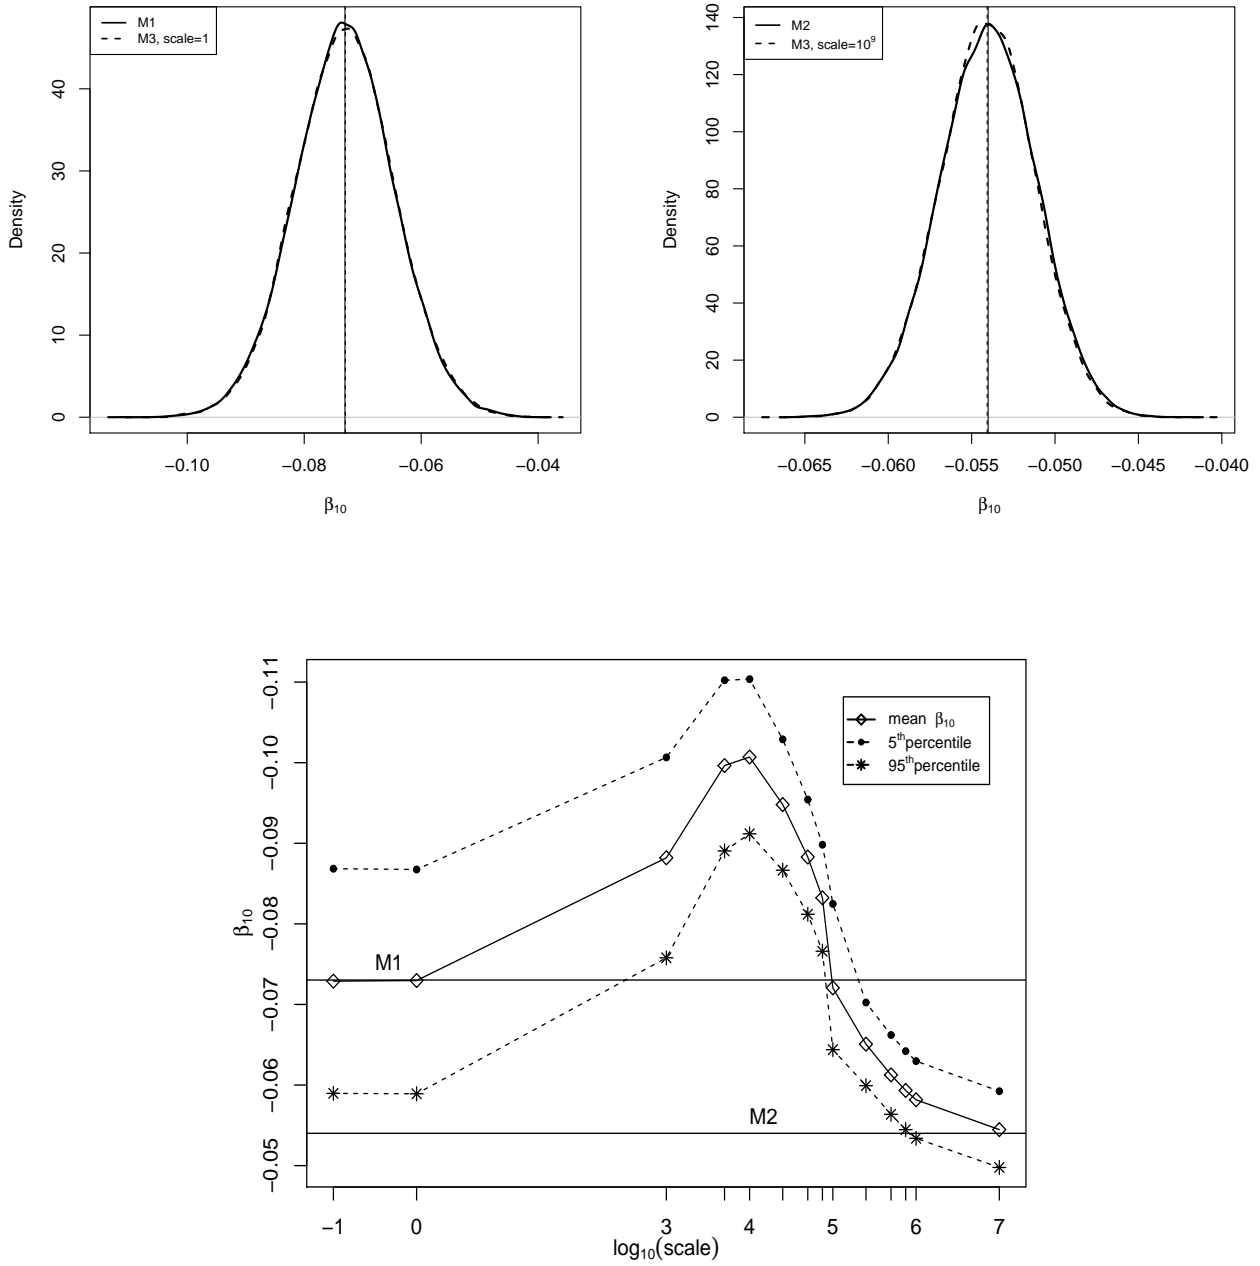 M1
M3, scale=1
Density
0
10
20
30
40
−0.10
−0.08
−0.06
−0.04
β10
M2
M3, scale=10^9
Density
0
20
40
60
80
100
120
140
−0.065
−0.060
−0.055
−0.050
−0.045
−0.040
β10
−0.11
−0.10
−0.09
−0.08
−0.07
−0.06
−0.05
β10
mean β10
5th percentile
95th percentile
M1
M2
−1
0
3
4
5
6
7
log10(scale)